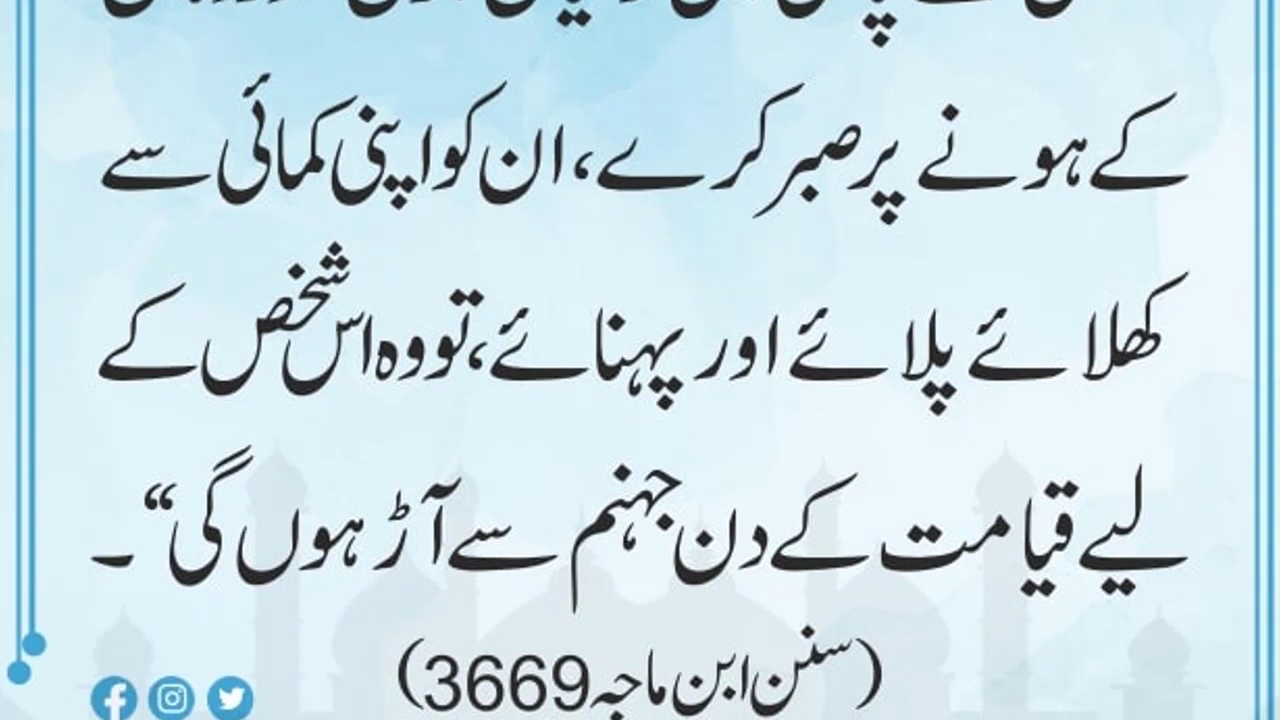 کے ہونے پر صبر کرے، ان کو اپنی کمائی سے
کھلائے پلائے اور پہنائے، تو وہ اس شخص کے
لیے قیامت کے دن جہنم سے آڑ ہوں گی“۔
(سنن ابن ماجہ 3669)